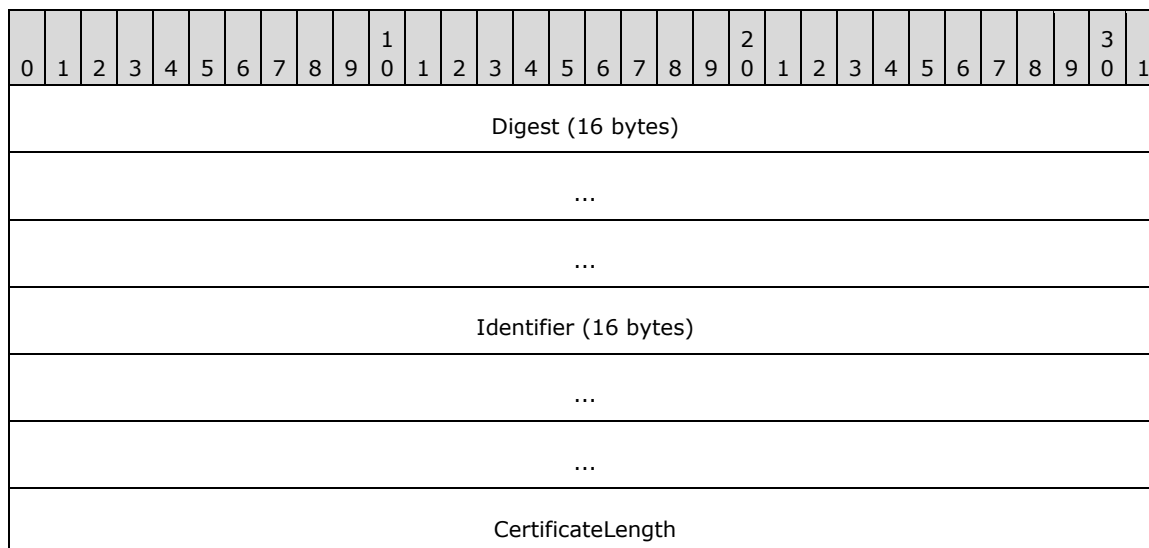 1 2 3
0 1 2 3 4 5 6 7 8 9 0 1 2 3 4 5 6 7 8 9 0 1 2 3 4 5 6 7 8 9 0 1
Digest (16 bytes)
...
...
Identifier (16 bytes)
...
...
CertificateLength